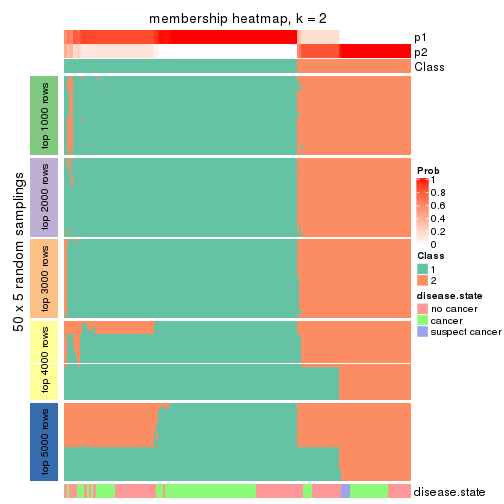 membership heatmap, k = 2
p1
p2
Class
50 x 5 random samplings
top 1000 rows
top 2000 rows
top 3000 rows
top 4000 rows
top 5000 rows
Prob
1
0.8
0.6
0.4
0.2
0
Class
1
2
disease.state
no cancer
cancer
suspect cancer
disease.state